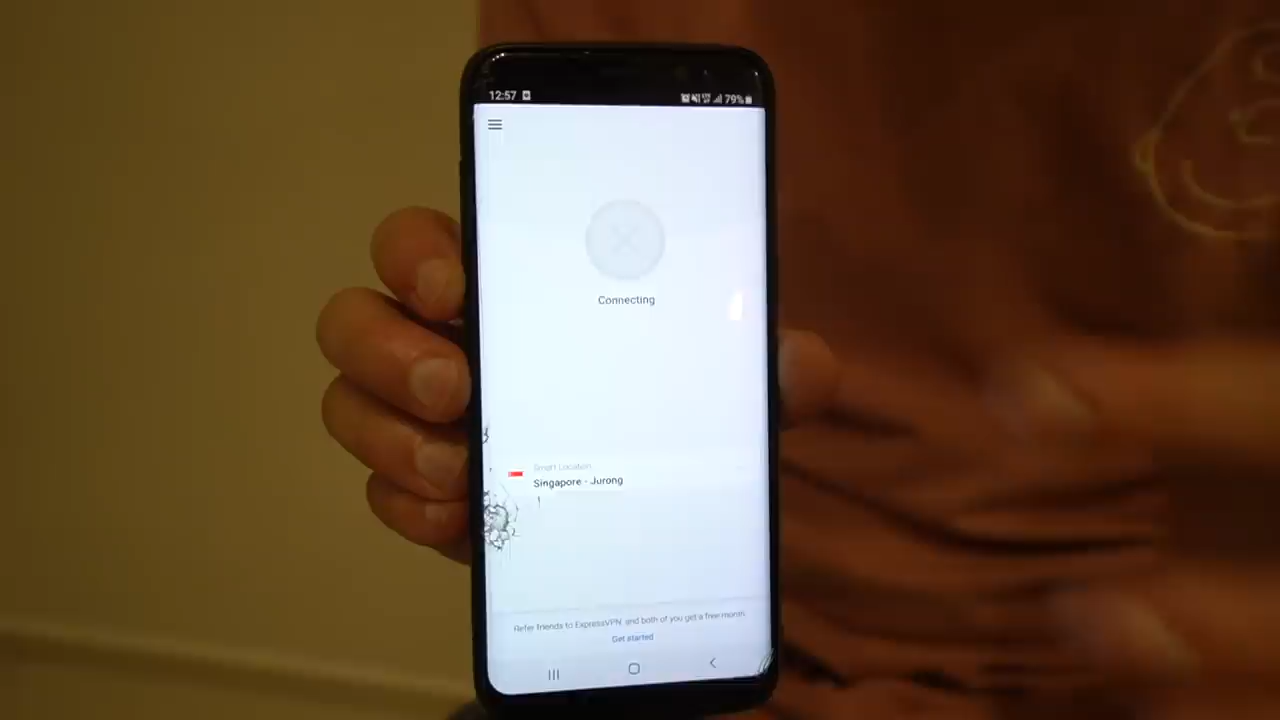 12:57
79%
Connecting
Smart Location
Singapore - Jurong
Refer friends to ExpressVPN, and both of you get a free month.
Get started